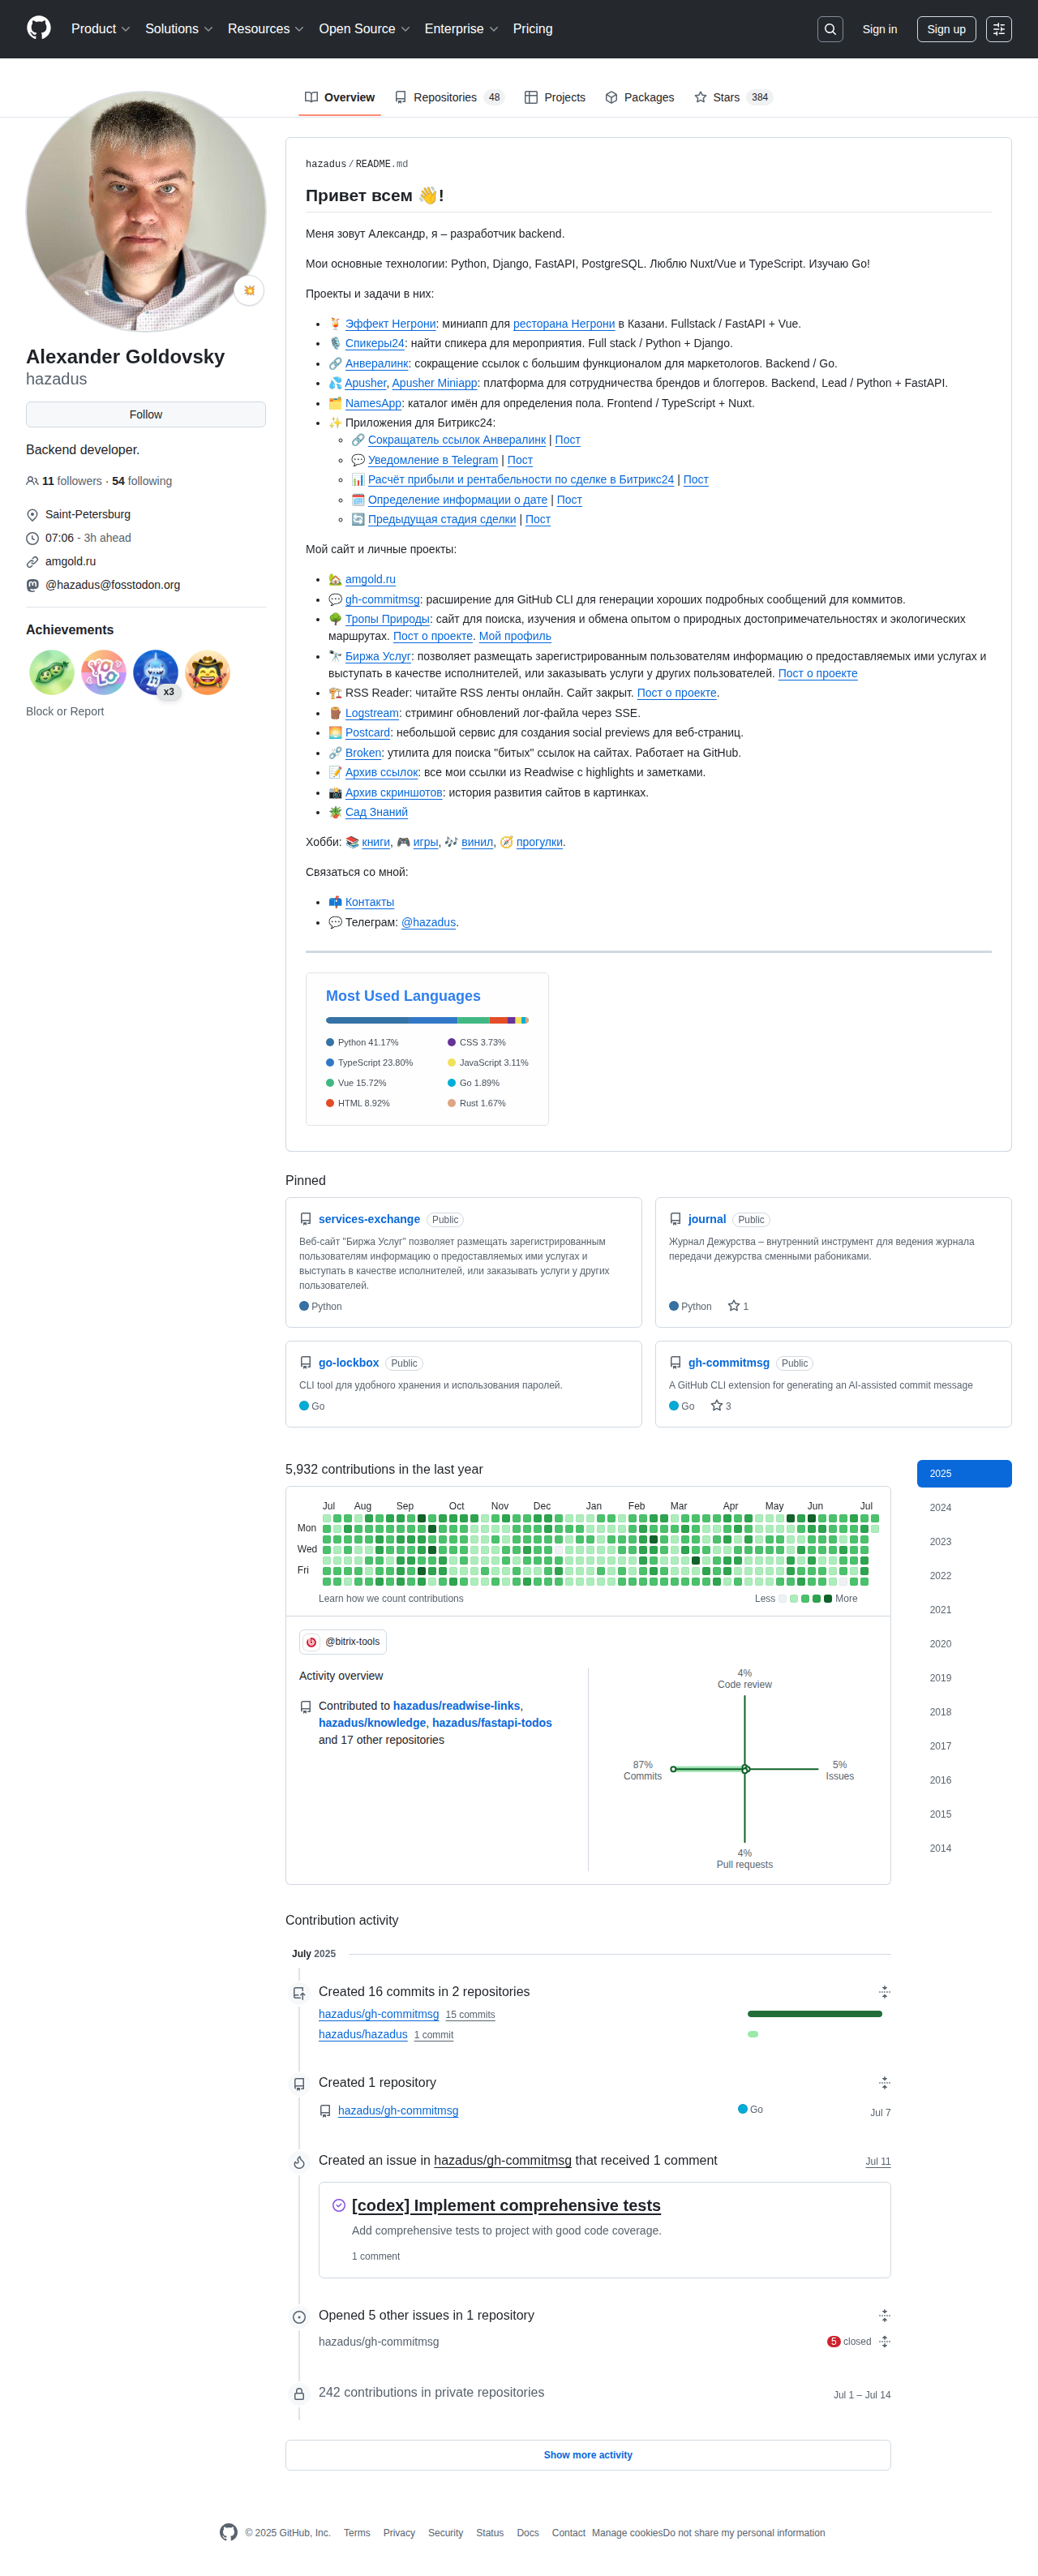 Product Solutions Resources Open Source Enterprise Pricing Sign in Sign up
Overview Repositories 48 Projects Packages Stars 384
Alexander Goldovsky
hazadus
Follow
Backend developer.
11 followers · 54 following
Saint-Petersburg
07:06 - 3h ahead
amgold.ru
@hazadus@fosstodon.org
Achievements
x3
Block or Report
hazadus/README.md
Привет всем 👋!
Меня зовут Александр, я – разработчик backend.
Мои основные технологии: Python, Django, FastAPI, PostgreSQL. Люблю Nuxt/Vue и TypeScript. Изучаю Go!
Проекты и задачи в них:
🍹 Эффект Негрони: миниапп для ресторана Негрони в Казани. Fullstack / FastAPI + Vue.
🎙️ Спикеры24: найти спикера для мероприятия. Full stack / Python + Django.
🔗 Анвералинк: сокращение ссылок с большим функционалом для маркетологов. Backend / Go.
💦 Apusher, Apusher Miniapp: платформа для сотрудничества брендов и блоггеров. Backend, Lead / Python + FastAPI.
🗂️ NamesApp: каталог имён для определения пола. Frontend / TypeScript + Nuxt.
✨ Приложения для Битрикс24:
🔗 Сокращатель ссылок Анвералинк | Пост
💬 Уведомление в Telegram | Пост
📊 Расчёт прибыли и рентабельности по сделке в Битрикс24 | Пост
🗓️ Определение информации о дате | Пост
🔄 Предыдущая стадия сделки | Пост
Мой сайт и личные проекты:
🏡 amgold.ru
💬 gh-commitmsg: расширение для GitHub CLI для генерации хороших подробных сообщений для коммитов.
🌳 Тропы Природы: сайт для поиска, изучения и обмена опытом о природных достопримечательностях и экологических
маршрутах. Пост о проекте. Мой профиль
🔭 Биржа Услуг: позволяет размещать зарегистрированным пользователям информацию о предоставляемых ими услугах и
выступать в качестве исполнителей, или заказывать услуги у других пользователей. Пост о проекте
🏗️ RSS Reader: читайте RSS ленты онлайн. Сайт закрыт. Пост о проекте.
🪵 Logstream: стриминг обновлений лог-файла через SSE.
🌅 Postcard: небольшой сервис для создания social previews для веб-страниц.
🔗 Broken: утилита для поиска "битых" ссылок на сайтах. Работает на GitHub.
📝 Архив ссылок: все мои ссылки из Readwise с highlights и заметками.
📸 Архив скриншотов: история развития сайтов в картинках.
🪴 Сад Знаний
Хобби: 📚 книги, 🎮 игры, 🎶 винил, 🧭 прогулки.
Связаться со мной:
📫 Контакты
💬 Телеграм: @hazadus.
Most Used Languages
Python 41.17% CSS 3.73%
TypeScript 23.80% JavaScript 3.11%
Vue 15.72% Go 1.89%
HTML 8.92% Rust 1.67%
Pinned
services-exchange Public
Веб-сайт "Биржа Услуг" позволяет размещать зарегистрированным
пользователям информацию о предоставляемых ими услугах и
выступать в качестве исполнителей, или заказывать услуги у других
пользователей.
Python
journal Public
Журнал Дежурства – внутренний инструмент для ведения журнала
передачи дежурства сменными рабониками.
Python 1
go-lockbox Public
CLI tool для удобного хранения и использования паролей.
Go
gh-commitmsg Public
A GitHub CLI extension for generating an AI-assisted commit message
Go 3
5,932 contributions in the last year
Jul Aug Sep Oct Nov Dec Jan Feb Mar Apr May Jun Jul
Mon
Wed
Fri
Learn how we count contributions Less More
2025
2024
2023
2022
2021
2020
2019
2018
2017
2016
2015
2014
@bitrix-tools
Activity overview
Contributed to hazadus/readwise-links,
hazadus/knowledge, hazadus/fastapi-todos
and 17 other repositories
4%
Code review
87%
Commits
5%
Issues
4%
Pull requests
Contribution activity
July 2025
Created 16 commits in 2 repositories
hazadus/gh-commitmsg 15 commits
hazadus/hazadus 1 commit
Created 1 repository
hazadus/gh-commitmsg Go Jul 7
Created an issue in hazadus/gh-commitmsg that received 1 comment Jul 11
[codex] Implement comprehensive tests
Add comprehensive tests to project with good code coverage.
1 comment
Opened 5 other issues in 1 repository
hazadus/gh-commitmsg 5 closed
242 contributions in private repositories Jul 1 – Jul 14
Show more activity
© 2025 GitHub, Inc. Terms Privacy Security Status Docs Contact Manage cookies Do not share my personal information